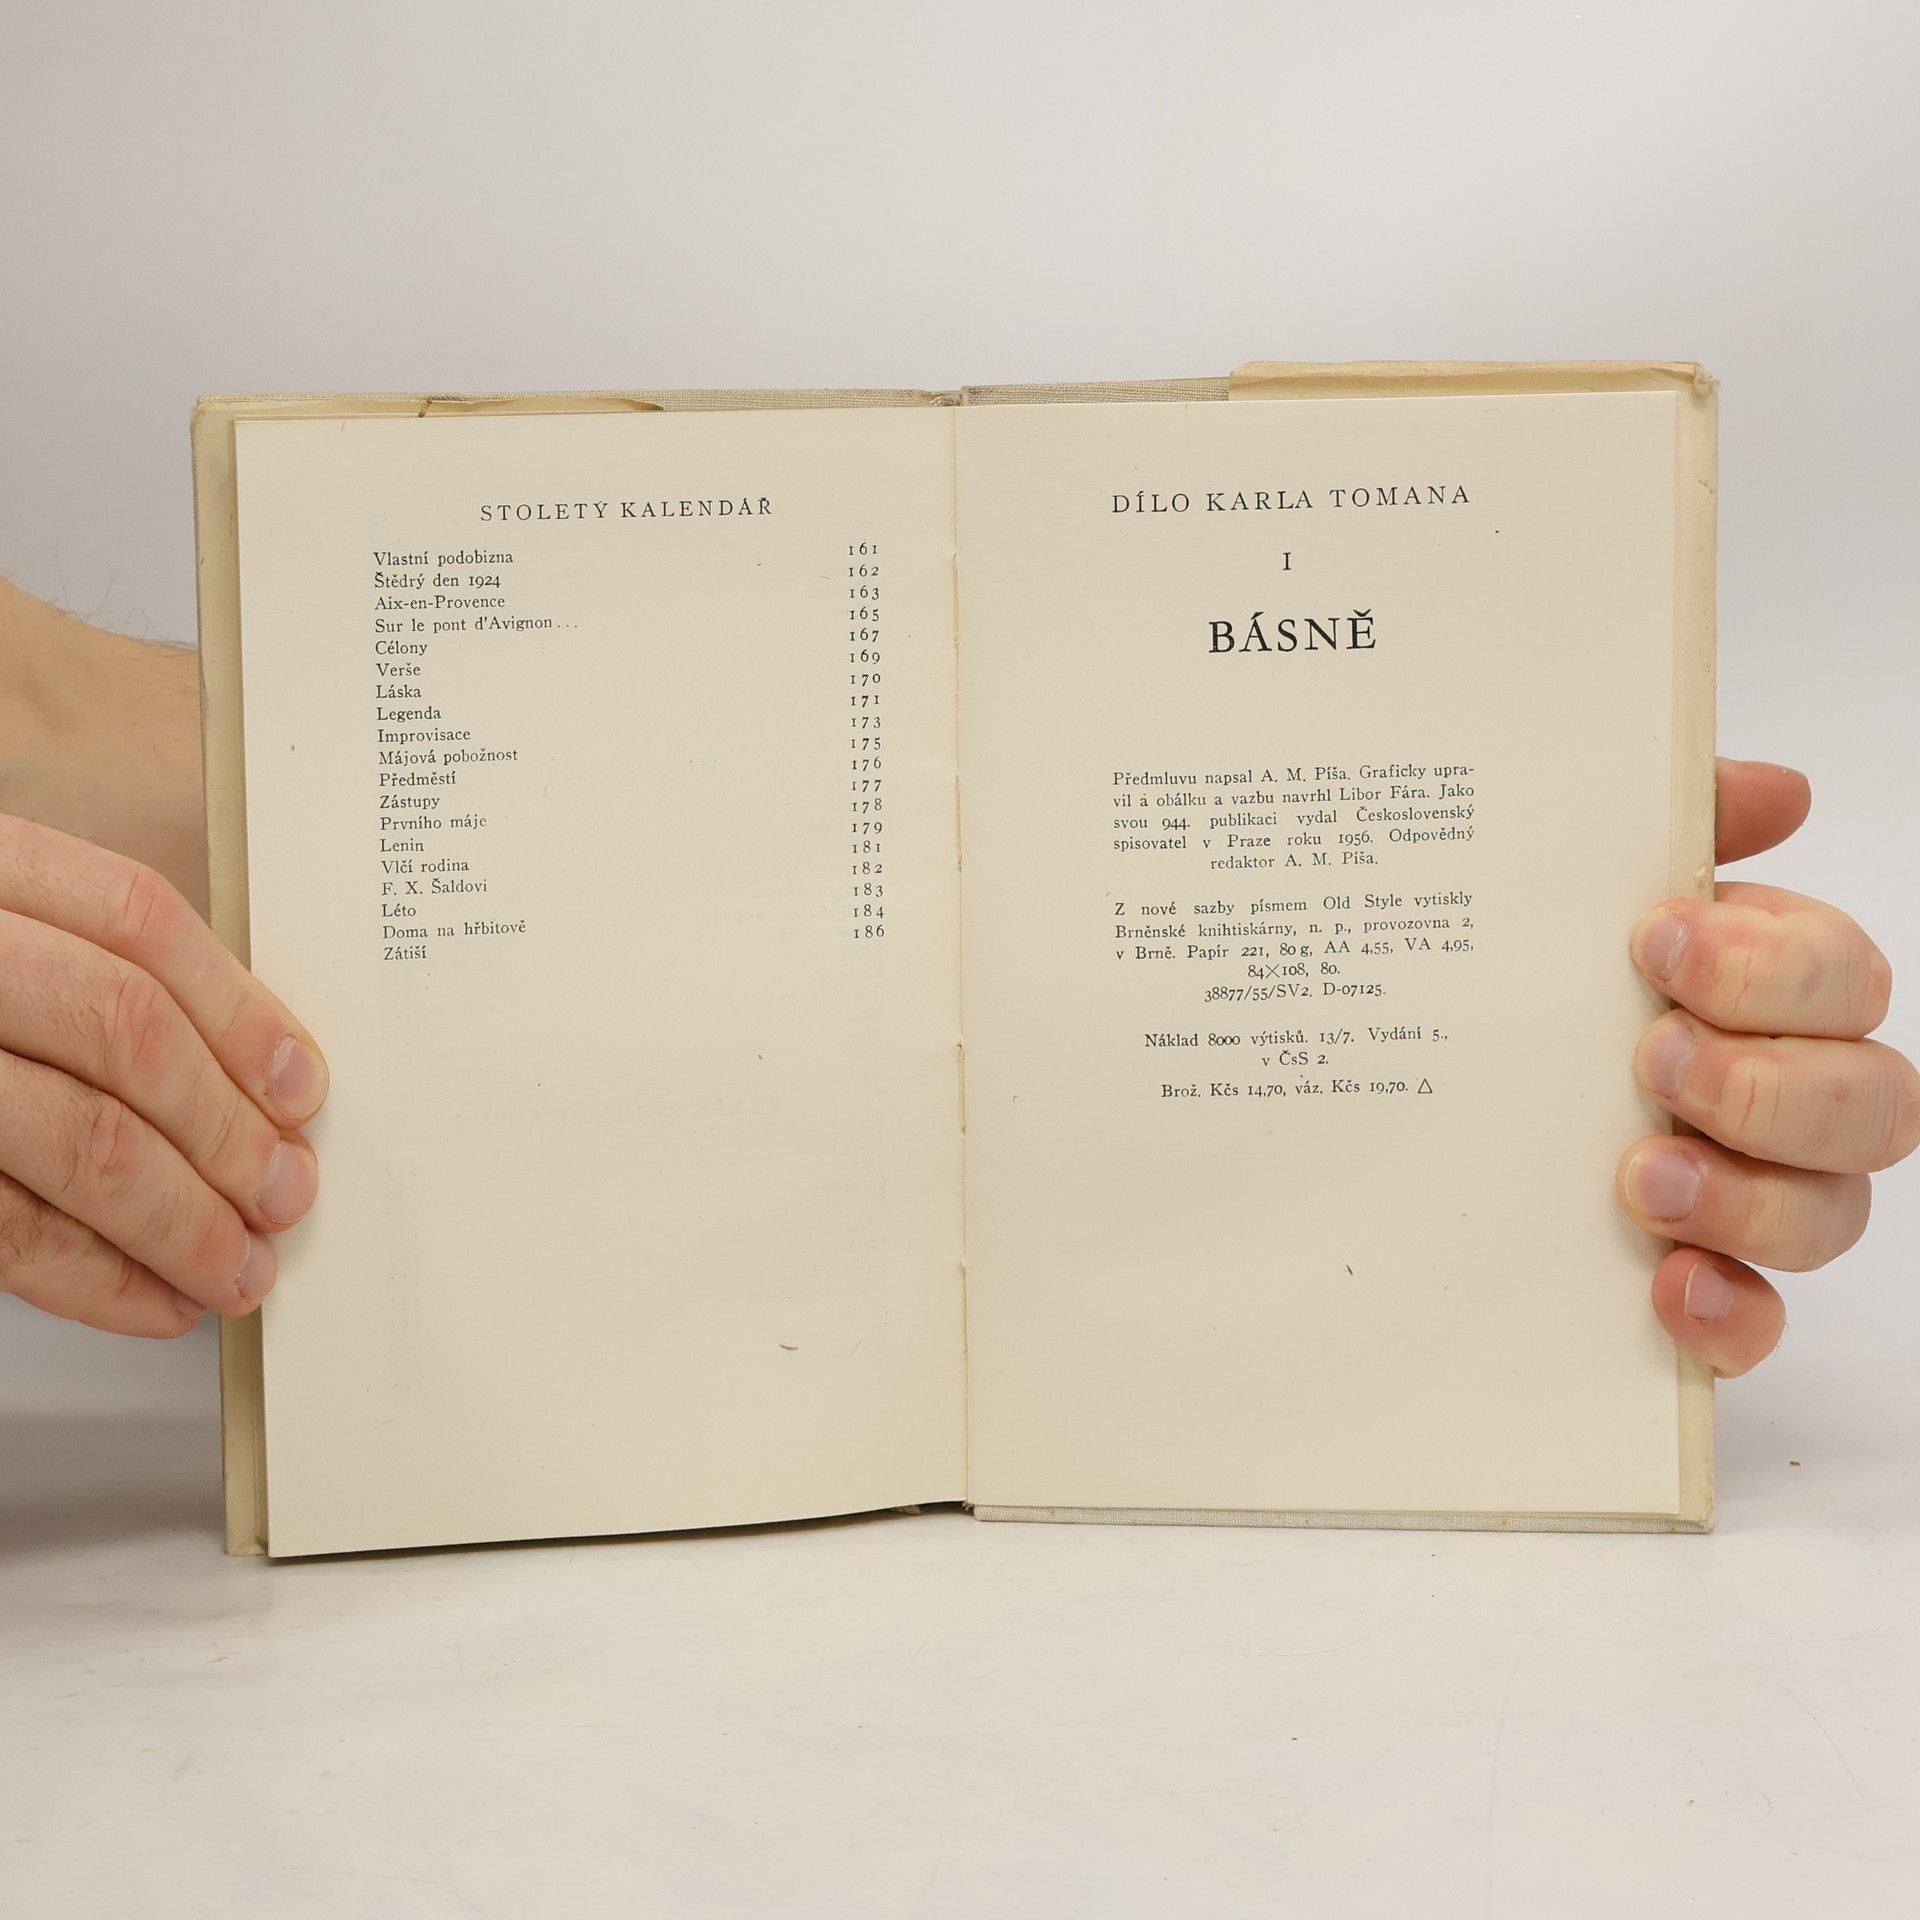 STOLETÝ KALENDÁŘ
Vlastní podobizna 161
Štědrý den 1924 162
Aix-en-Provence 163
Sur le pont d'Avignon... 165
Célony 167
Verše 169
Láska 170
Legenda 171
Improvisace 173
Májová pobožnost 175
Předměstí 176
Zástupy 177
Prvního máje 178
Lenin 179
Vlčí rodina 181
F. X. Šaldovi 182
Léto 183
Doma na hřbitově 184
Zátiší 186
DÍLO KARLA TOMANA
I
BÁSNĚ
Předmluvu napsal A. M. Píša. Graficky upra-
vil a obálku a vazbu navrhl Libor Fára. Jako
svou 944. publikaci vydal Československý
spisovatel v Praze roku 1956. Odpovědný
redaktor A. M. Píša.
Z nové sazby písmem Old Style vytiskly
Brněnské knihtiskárny, n. p., provozovna 2,
v Brně. Papír 221, 80 g, AA 4,55, VA 4,95,
84×108, 80.
38877/55/SV2. D-07125.
Náklad 8000 výtisků. 13/7. Vydání 5.,
v ČsS 2.
Brož. Kčs 14,70, váz. Kčs 19,70. △